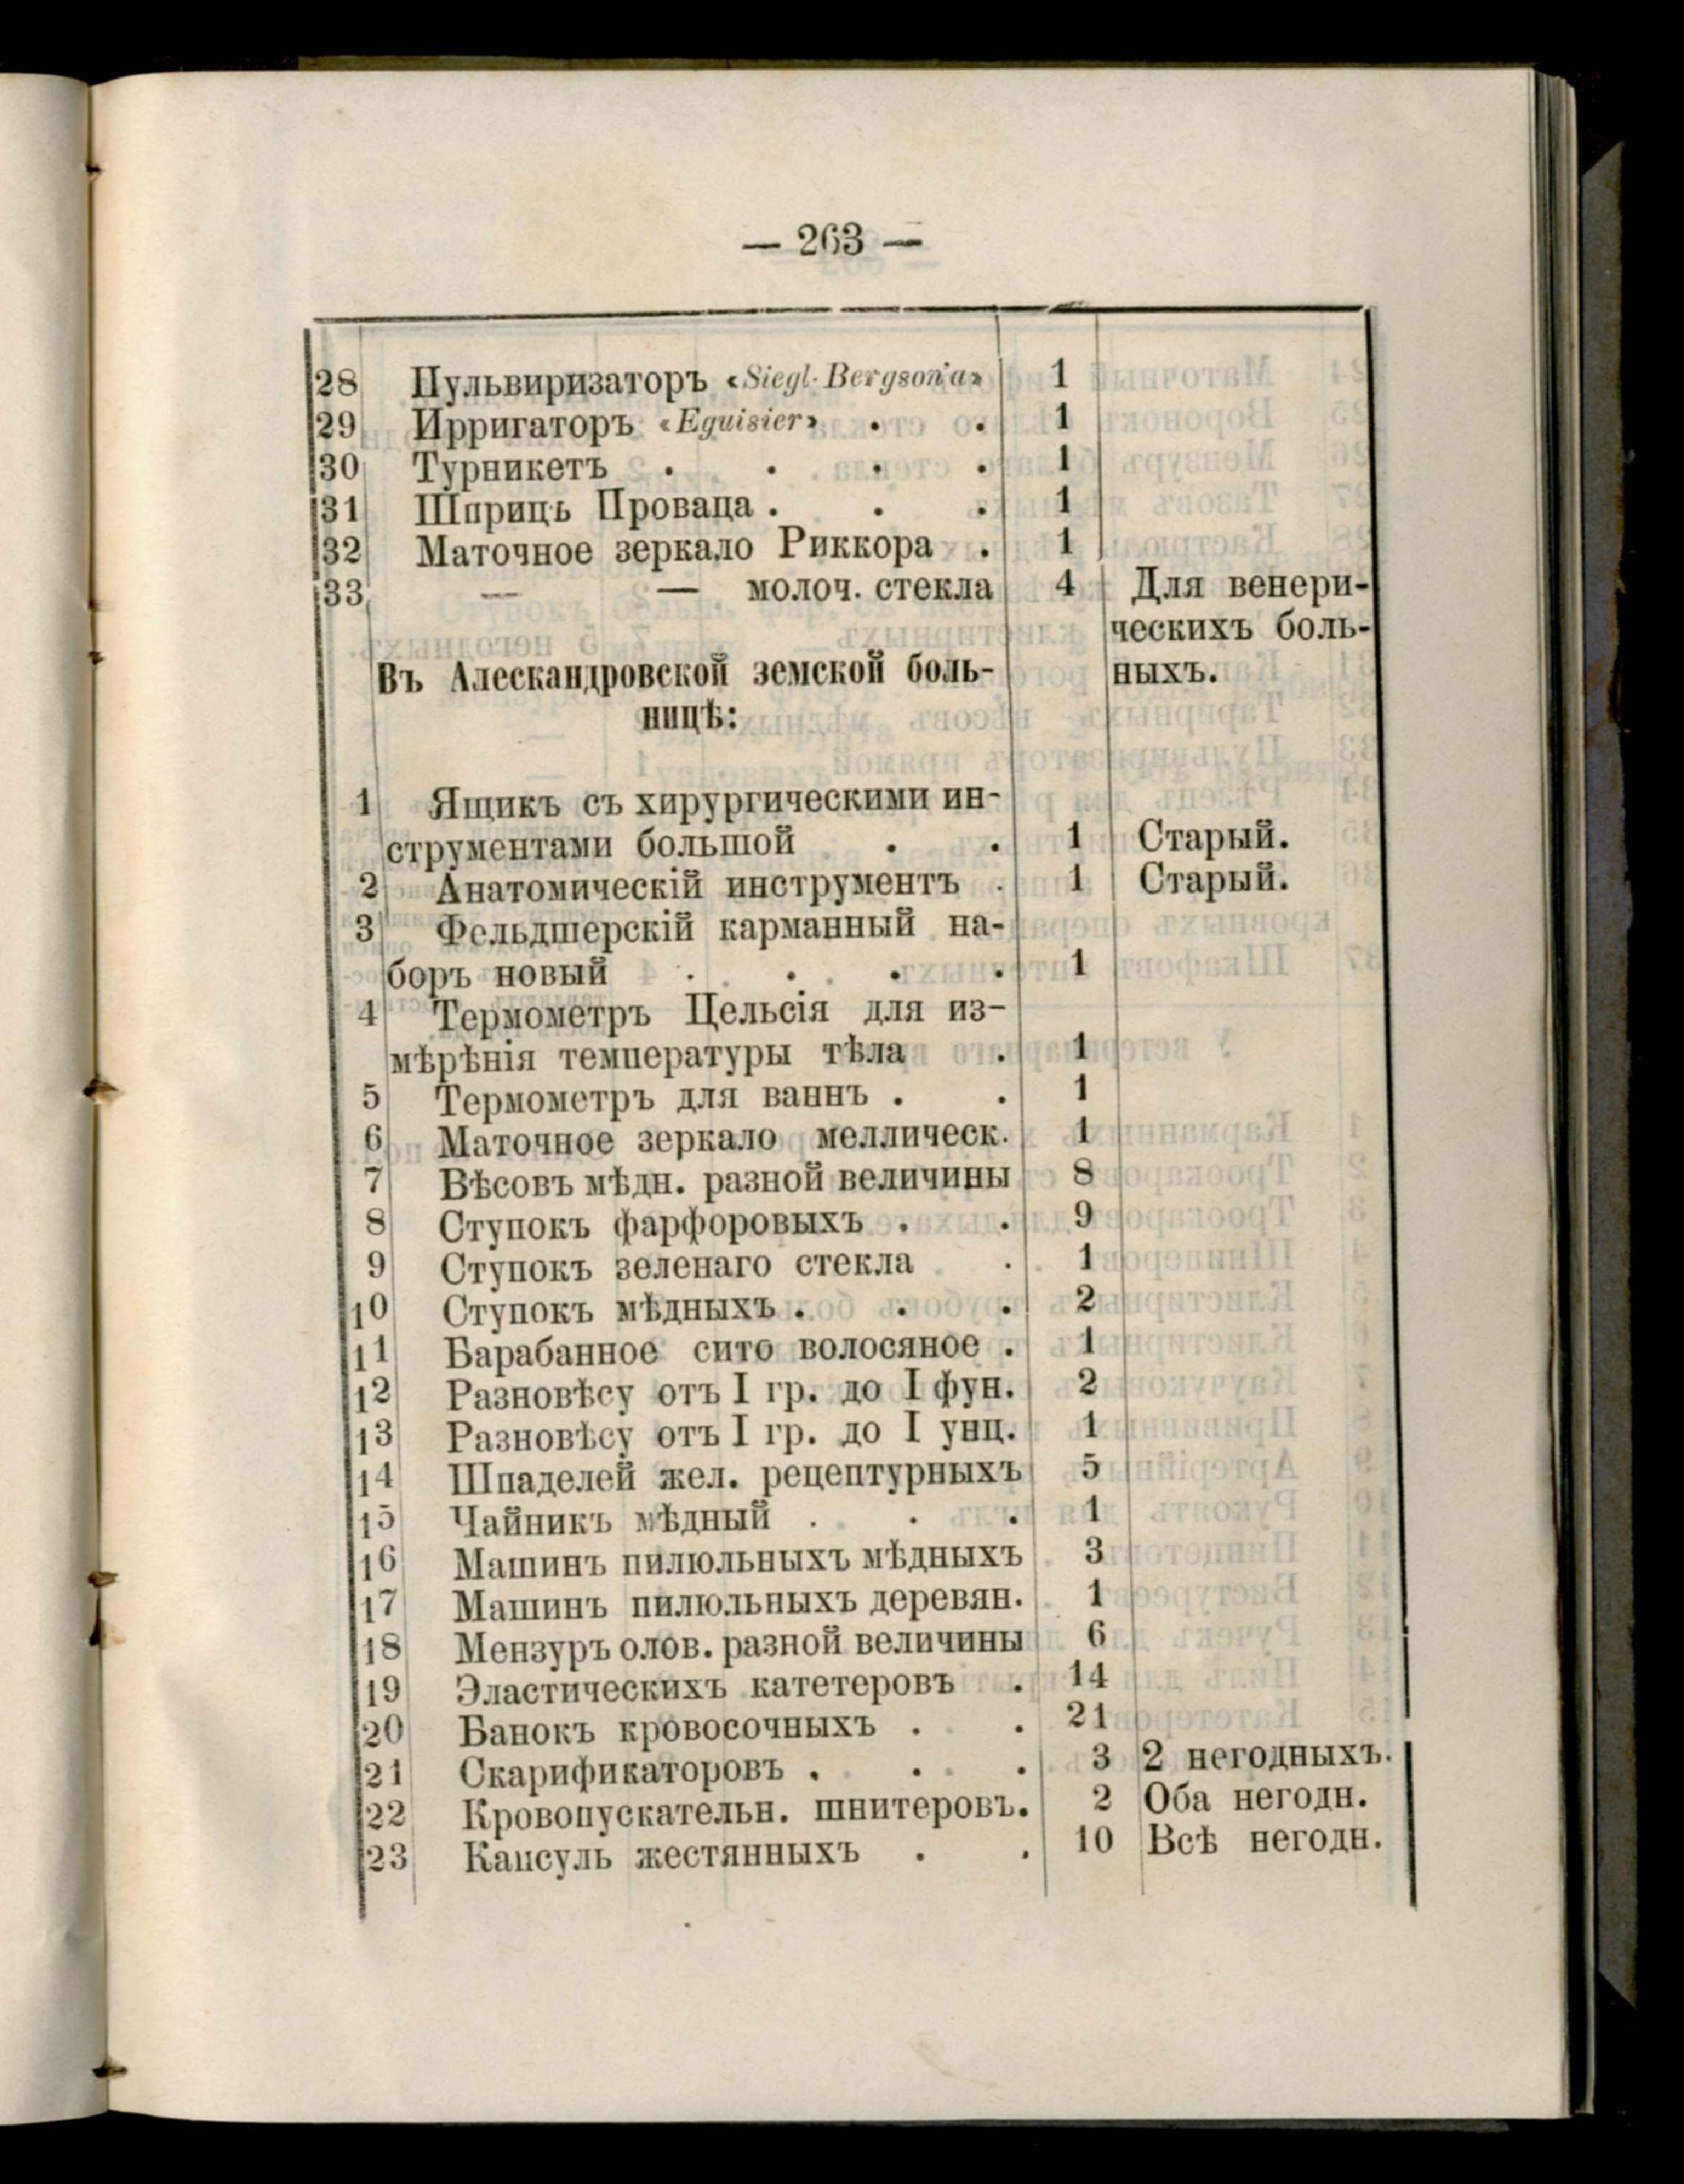 — 263 —
28 Пульвиризаторъ «Siegl-Bergson'a» 1
29 Ирригаторъ «Eguisier» . . 1
30 Турникетъ . . . . 1
31 Шприць Проваца . . . 1
32 Маточное зеркало Риккора . 1
33 — — молоч. стекла 4 Для венери-
ческихъ боль-
ныхъ.
Въ Алескандровской земской боль-
ницѣ:
1 Ящикъ съ хирургическими ин-
струментами большой . . 1 Старый.
2 Анатомическій инструментъ . 1 Старый.
3 Фельдшерскій карманный на-
боръ новый . . . . 1
4 Термометръ Цельсія для из-
мѣрѣнія температуры тѣла . 1
5 Термометръ для ваннъ . . 1
6 Маточное зеркало меллическ. 1
7 Вѣсовъ мѣдн. разной величины 8
8 Ступокъ фарфоровыхъ . . 9
9 Ступокъ зеленаго стекла . 1
10 Ступокъ мѣдныхъ . . . 2
11 Барабанное сито волосяное . 1
12 Разновѣсу отъ I гр. до I фун. 2
13 Разновѣсу отъ I гр. до I унц. 1
14 Шпаделей жел. рецептурныхъ 5
15 Чайникъ мѣдный . . . 1
16 Машинъ пилюльныхъ мѣдныхъ 3
17 Машинъ пилюльныхъ деревян. 1
18 Мензуръ олов. разной величины 6
19 Эластическихъ катетеровъ . 14
20 Банокъ кровосочныхъ . . 21
21 Скарификаторовъ . . . 3 2 негодныхъ.
22 Кровопускательн. шнитеровъ. 2 Оба негодн.
23 Капсуль жестянныхъ . . 10 Всѣ негодн.